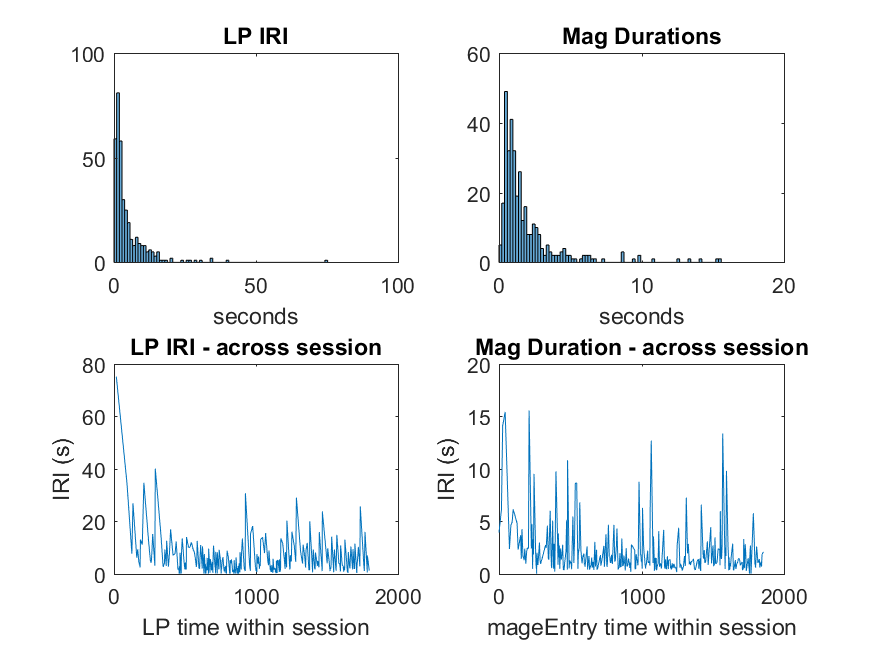 LP IRI
100
50
0
0
50
100
seconds
Mag Durations
60
40
20
0
0
10
20
seconds
LP IRI - across session
80
60
40
20
0
IRI (s)
0
1000
2000
LP time within session
Mag Duration - across session
20
15
10
5
0
IRI (s)
0
1000
2000
mageEntry time within session